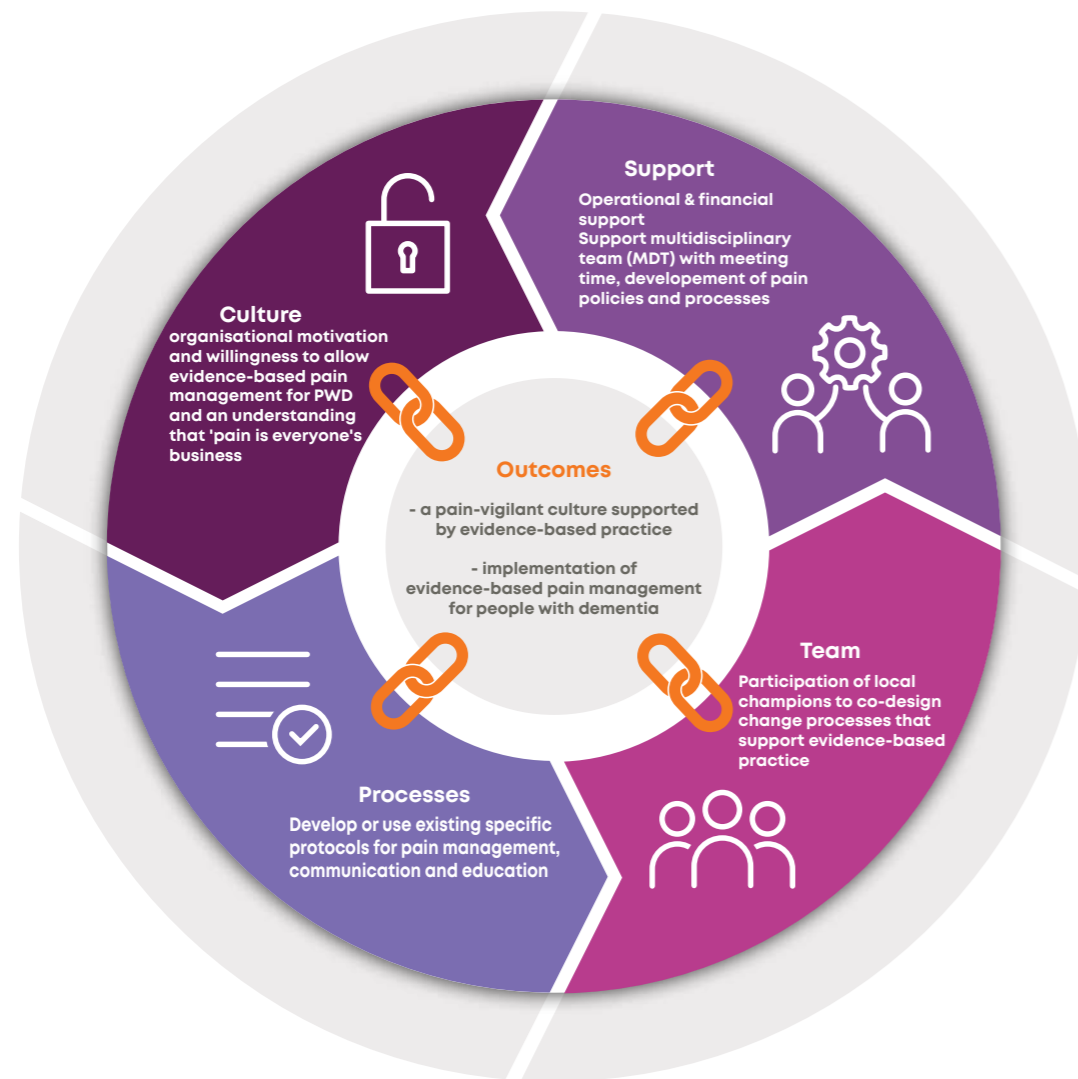 Support
Operational & financial
support
Support multidisciplinary
team (MDT) with meeting
time, developement of pain
policies and processes
Culture
organisational motivation
and willingness to allow
evidence-based pain
management for PWD
and an understanding
that 'pain is everyone's
business
Outcomes
- a pain-vigilant culture supported
by evidence-based practice
- implementation of
evidence-based pain management
for people with dementia
Team
Participation of local
champions to co-design
change processes that
support evidence-based
practice
Processes
Develop or use existing specific
protocols for pain management,
communication and education